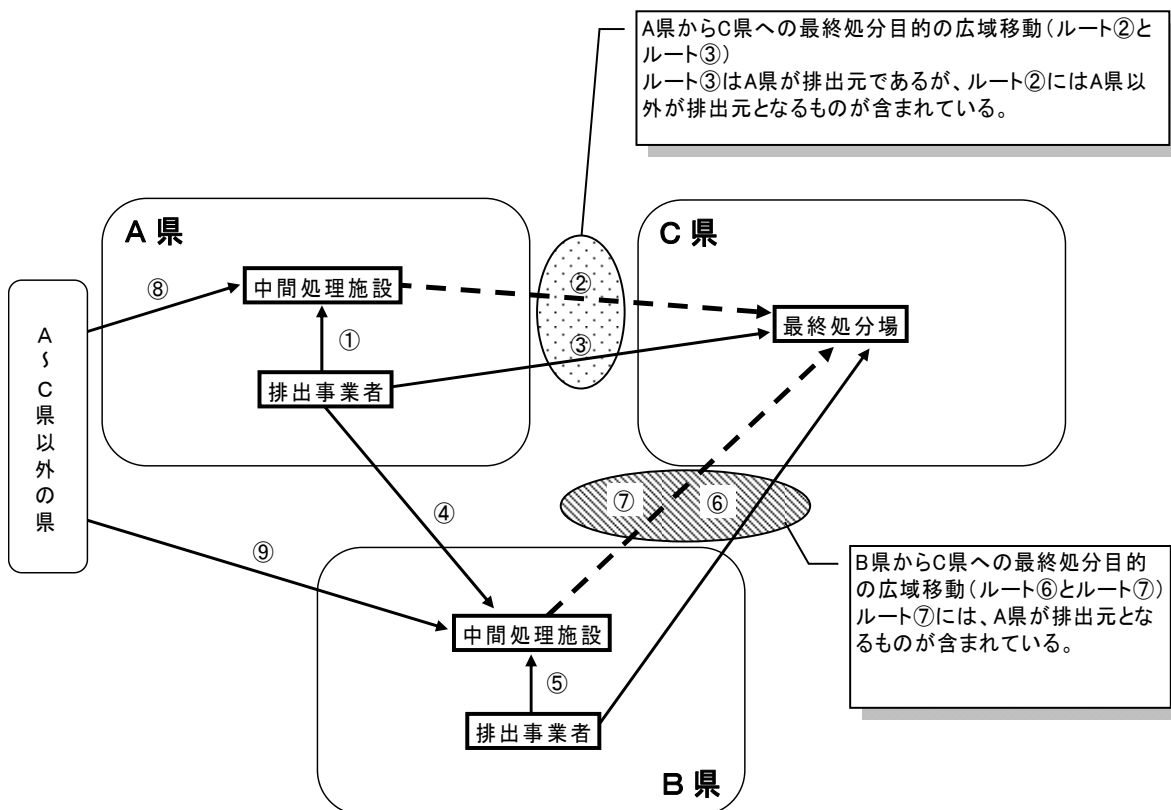 A県からC県への最終処分目的の広域移動(ルート②と
ルート③)
ルート③はA県が排出元であるが、ルート②にはA県以
外が排出元となるものが含まれている。
A 県
C 県
⑧
中間処理施設
②
最終処分場
①
③
排出事業者
A～C県以外の県
④
⑦
⑥
⑨
B県からC県への最終処分目的
の広域移動(ルート⑥とルート⑦)
ルート⑦には、A県が排出元とな
るものが含まれている。
中間処理施設
⑤
排出事業者
B 県